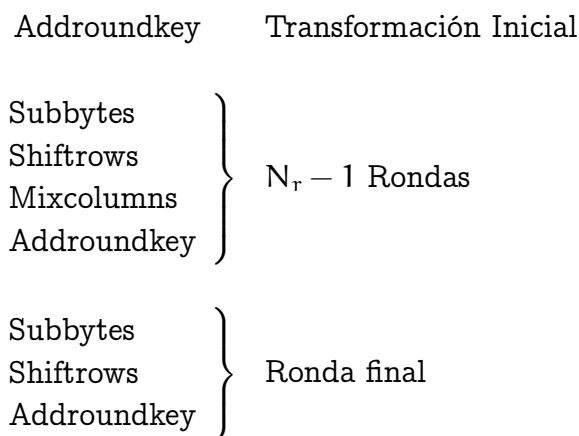 Addroundkey Transformación Inicial
Subbytes
Shiftrows
Mixcolumns
Addroundkey
N_r − 1 Rondas
Subbytes
Shiftrows
Addroundkey
Ronda final